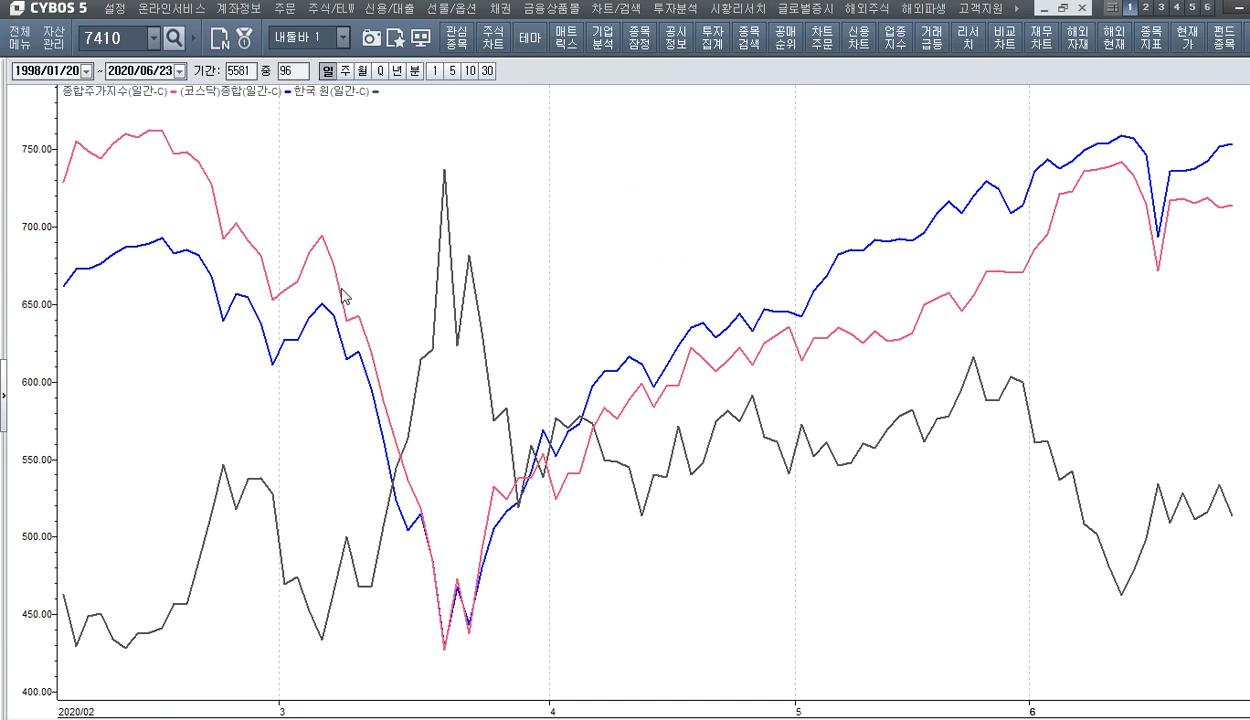 CYBOS 5 설정 온라인서비스 계좌정보 주문 주식/ELW 신용/대출 선물/옵션 채권 금융상품몰 차트/검색 투자분석 시황리서치 글로벌증시 해외주식 해외파생 고객지원 1 2 3 4 5 6
전체 메뉴 자산 관리 7410 내툴바 1 관심 종목 주식 차트 테마 매트 릭스 기업 분석 종목 잠정 공시 정보 투자 집계 종목 검색 공매 순위 차트 주문 신용 차트 업종 지수 거래 급등 리서 치 비교 차트 재무 차트 해외 자재 해외 현재 종목 지표 현재 가 펀드 종목
1998/01/20 ~ 2020/06/23 기간: 5581 중 96 일 주 월 Q 년 분 1 5 10 30
종합주가지수(일간-C) (코스닥)종합(일간-C) 한국 원(일간-C)
750.00
700.00
650.00
600.00
550.00
500.00
450.00
400.00
2020/02 3 4 5 6